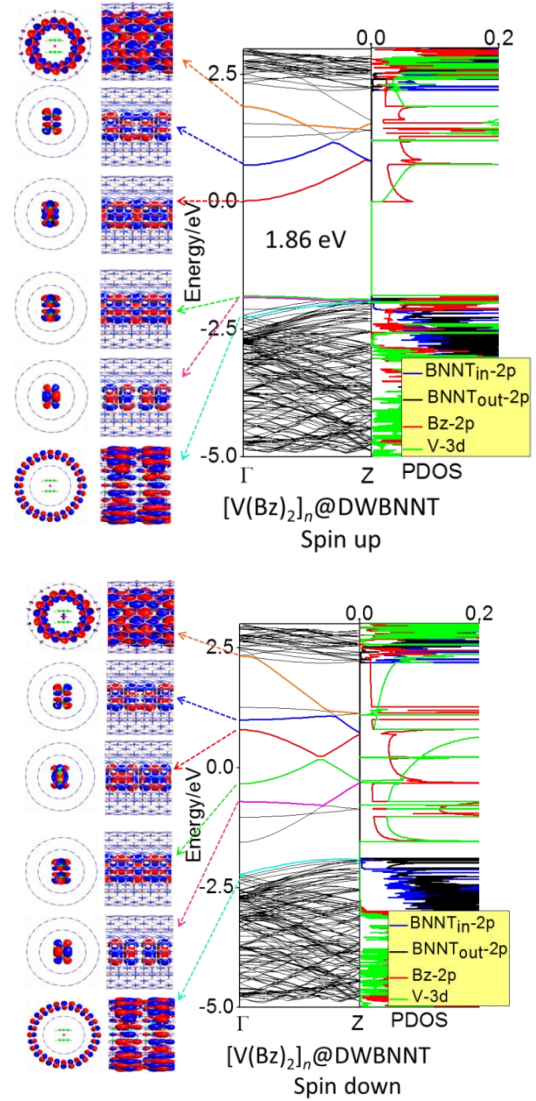 0.0 0.2
2.5
0.0
-2.5
-5.0
Energy/eV
1.86 eV
BNNTin-2p
BNNTout-2p
Bz-2p
V-3d
Γ Z PDOS
[V(Bz)2]n@DWBNNT
Spin up
0.0 0.2
2.5
0.0
-2.5
-5.0
Energy/eV
BNNTin-2p
BNNTout-2p
Bz-2p
V-3d
Γ Z PDOS
[V(Bz)2]n@DWBNNT
Spin down